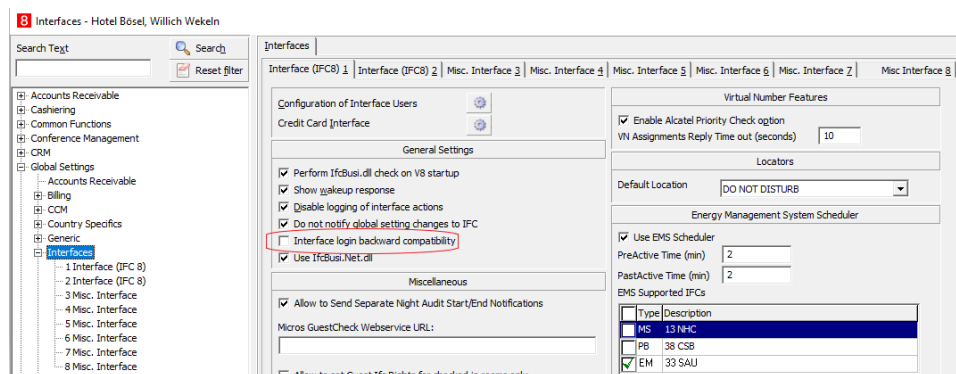 8 Interfaces - Hotel Bösel, Willich Wekeln
Search Text
Search
Reset filter
Accounts Receivable
Cashiering
Common Functions
Conference Management
CRM
Global Settings
Accounts Receivable
Billing
CCM
Country Specifics
Generic
Interfaces
1 Interface (IFC 8)
2 Interface (IFC 8)
3 Misc. Interface
4 Misc. Interface
5 Misc. Interface
6 Misc. Interface
7 Misc. Interface
8 Misc. Interface
Interfaces
Interface (IFC8) 1 Interface (IFC8) 2 Misc. Interface 3 Misc. Interface 4 Misc. Interface 5 Misc. Interface 6 Misc. Interface 7 Misc Interface 8
Configuration of Interface Users
Credit Card Interface
General Settings
Perform IfcBusi.dll check on V8 startup
Show wakeup response
Disable logging of interface actions
Do not notify global setting changes to IFC
Interface login backward compatibility
Use IfcBusi.Net.dll
Miscellaneous
Allow to Send Separate Night Audit Start/End Notifications
Micros GuestCheck Webservice URL:
Virtual Number Features
Enable Alcatel Priority Check option
VN Assignments Reply Time out (seconds) 10
Locators
Default Location DO NOT DISTURB
Energy Management System Scheduler
Use EMS Scheduler
PreActive Time (min) 2
PastActive Time (min) 2
EMS Supported IFCs
Type Description
MS 13 NHC
PB 38 CSB
EM 33 SAU